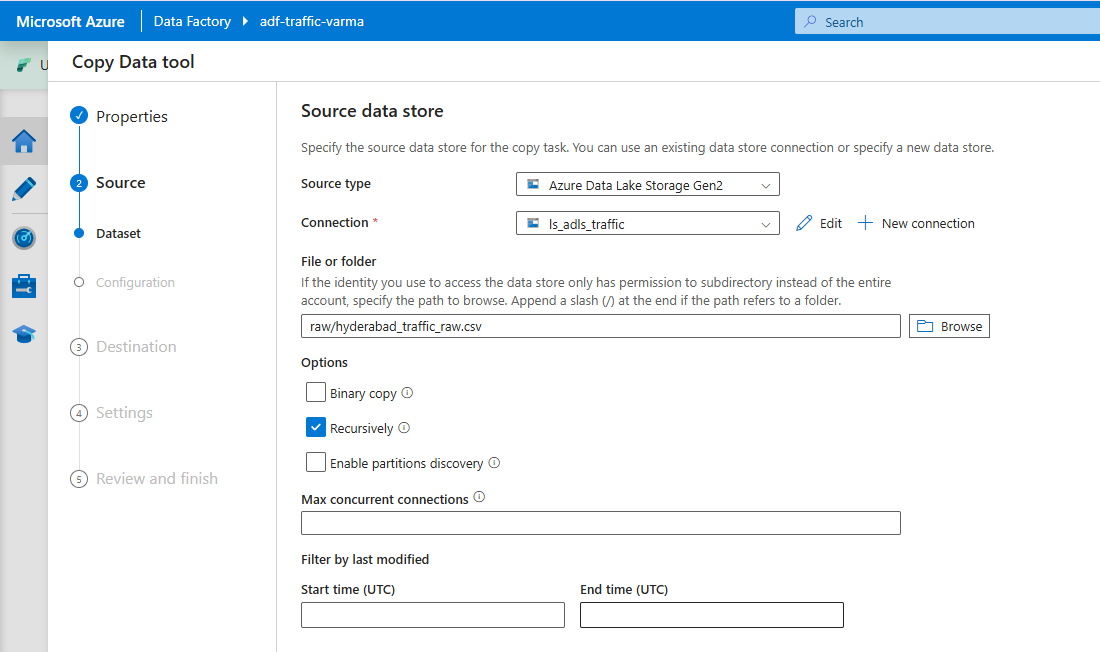 Microsoft Azure
Data Factory
adf-traffic-varma
Search
U
Copy Data tool
Properties
2
Source
Dataset
Configuration
3
Destination
4
Settings
5
Review and finish
Source data store
Specify the source data store for the copy task. You can use an existing data store connection or specify a new data store.
Source type
Azure Data Lake Storage Gen2
Connection *
ls_adls_traffic
Edit
New connection
File or folder
If the identity you use to access the data store only has permission to subdirectory instead of the entire
account, specify the path to browse. Append a slash (/) at the end if the path refers to a folder.
raw/hyderabad_traffic_raw.csv
Browse
Options
Binary copy
Recursively
Enable partitions discovery
Max concurrent connections
Filter by last modified
Start time (UTC)
End time (UTC)